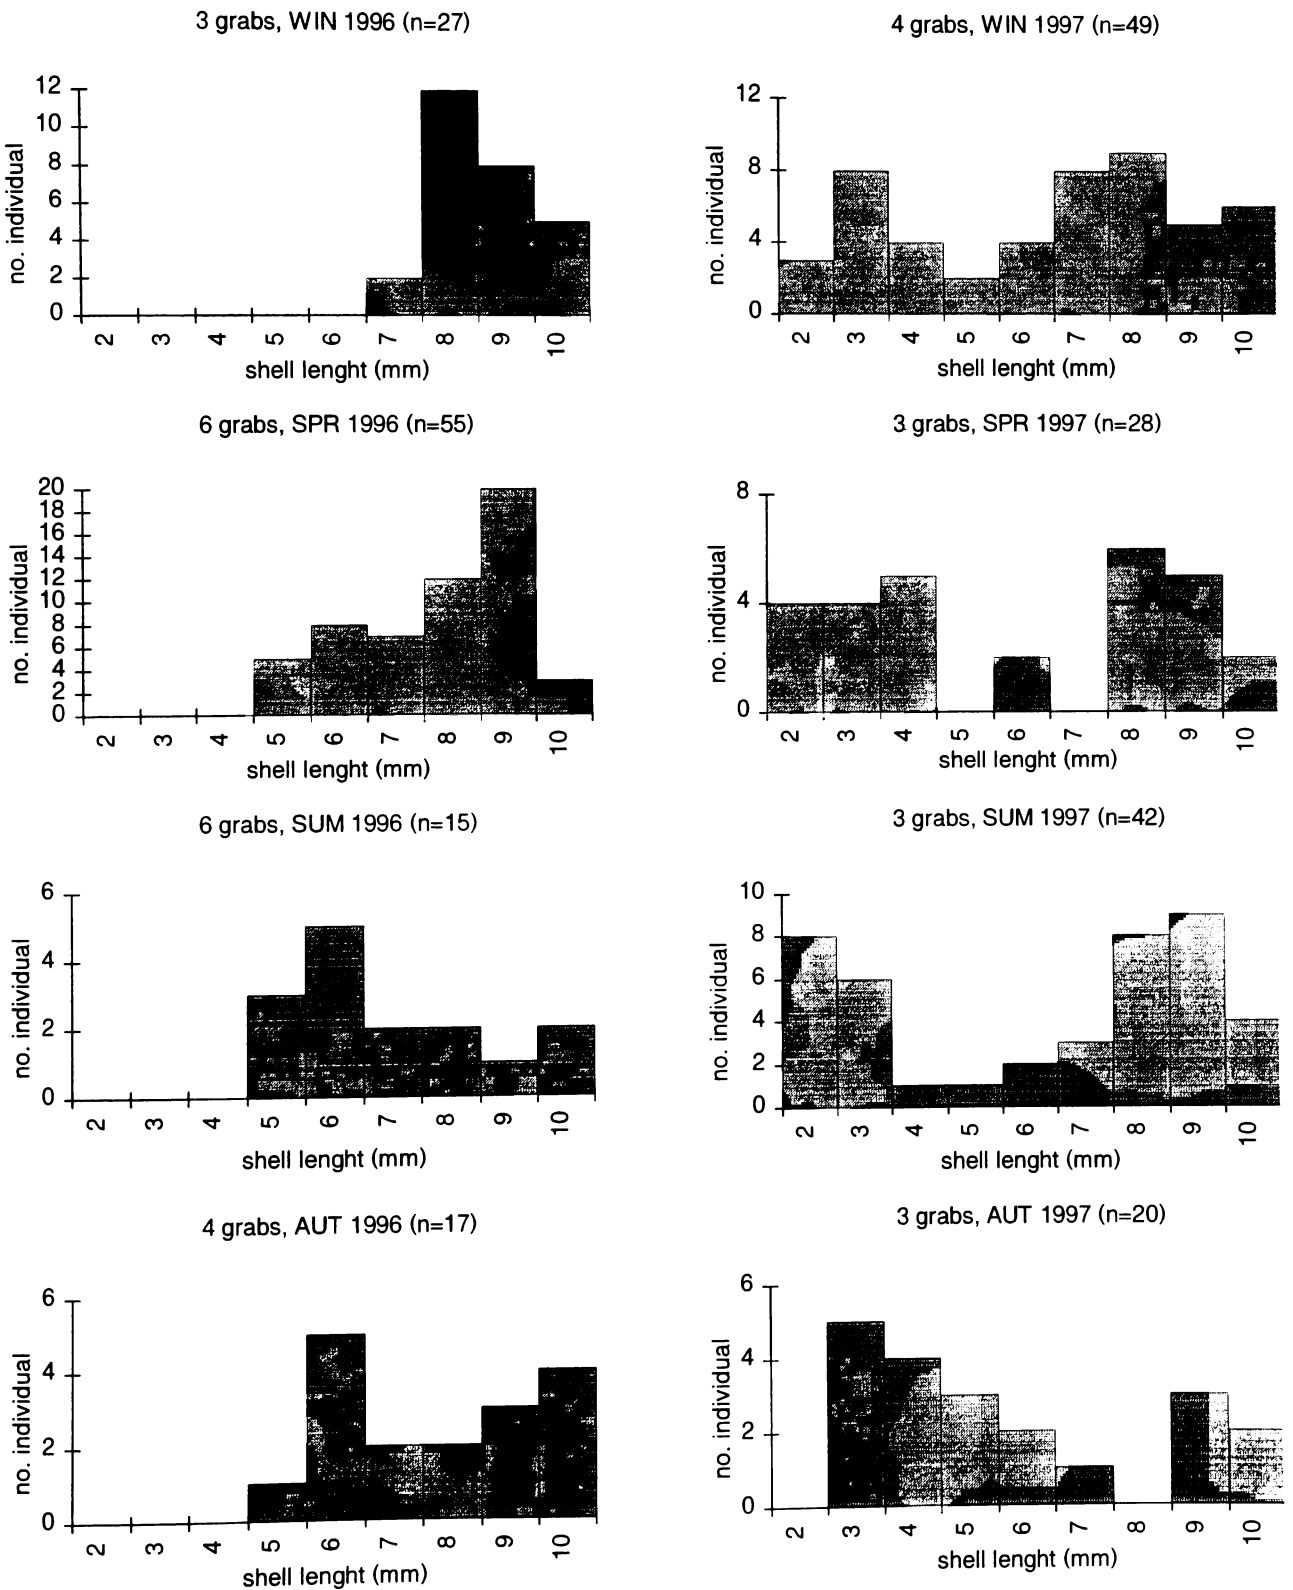 3 grabs, WIN 1996 (n=27)
12
10
8
6
4
2
0
no. individual
2 3 4 5 6 7 8 9 10
shell lenght (mm)
4 grabs, WIN 1997 (n=49)
12
8
4
0
no. individual
2 3 4 5 6 7 8 9 10
shell lenght (mm)
6 grabs, SPR 1996 (n=55)
20
18
16
14
12
10
8
6
4
2
0
no. individual
2 3 4 5 6 7 8 9 10
shell lenght (mm)
3 grabs, SPR 1997 (n=28)
8
4
0
no. individual
2 3 4 5 6 7 8 9 10
shell lenght (mm)
6 grabs, SUM 1996 (n=15)
6
4
2
0
no. individual
2 3 4 5 6 7 8 9 10
shell lenght (mm)
3 grabs, SUM 1997 (n=42)
10
8
6
4
2
0
no. individual
2 3 4 5 6 7 8 9 10
shell lenght (mm)
4 grabs, AUT 1996 (n=17)
6
4
2
0
no. individual
2 3 4 5 6 7 8 9 10
shell lenght (mm)
3 grabs, AUT 1997 (n=20)
6
4
2
0
no. individual
2 3 4 5 6 7 8 9 10
shell lenght (mm)